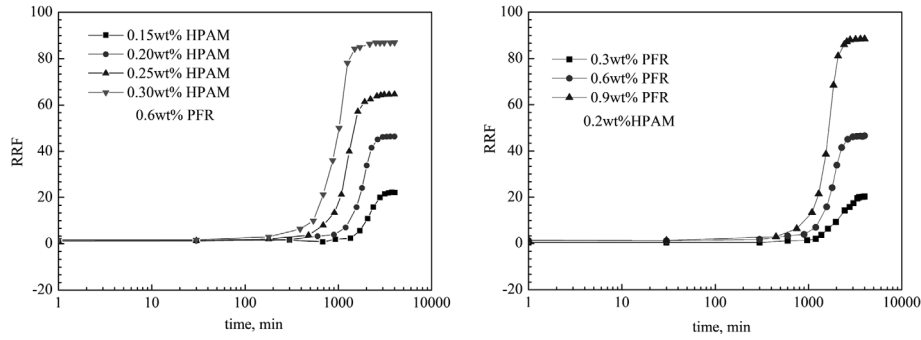 100
80
60
40
20
0
-20
RRF
0.15wt% HPAM
0.20wt% HPAM
0.25wt% HPAM
0.30wt% HPAM
0.6wt% PFR
1
10
100
1000
10000
time, min
100
80
60
40
20
0
-20
RRF
0.3wt% PFR
0.6wt% PFR
0.9wt% PFR
0.2wt%HPAM
1
10
100
1000
10000
time, min